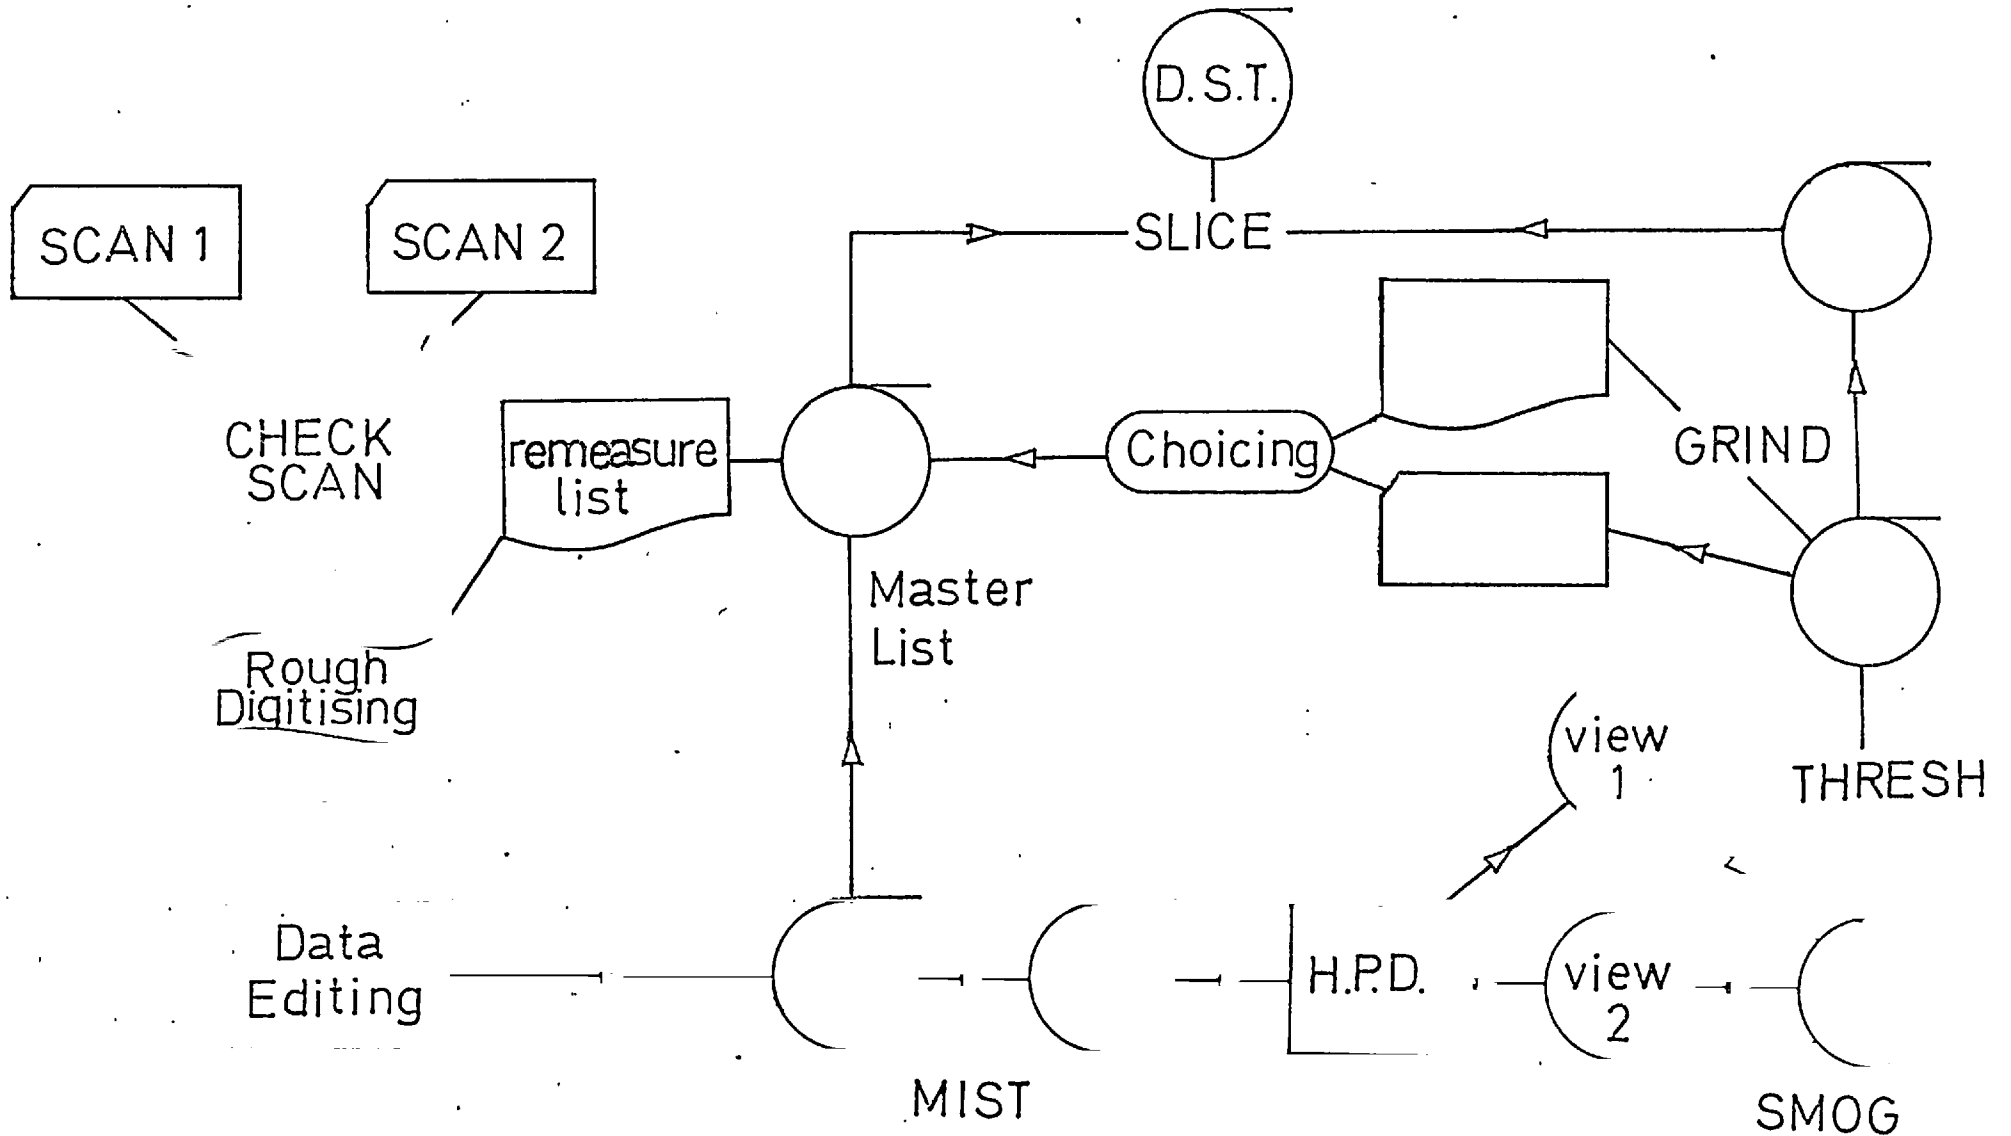 D.S.T.
SCAN 1
SCAN 2
SLICE
CHECK
SCAN
remeasure
list
Choicing
GRIND
Master
List
Rough
Digitising
view
1
THRESH
Data
Editing
H.P.D.
view
2
MIST
SMOG